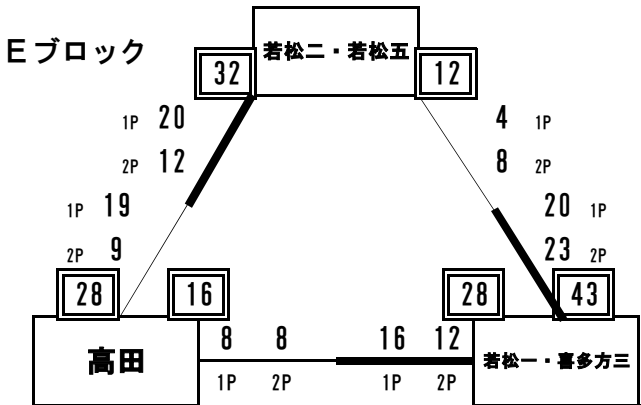 Eブロック
若松二・若松五
32
12
1P 20
4 1P
2P 12
8 2P
1P 19
20 1P
2P 9
23 2P
28
16
28
43
高田
8 8
16 12
若松一・喜多方三
1P 2P
1P 2P